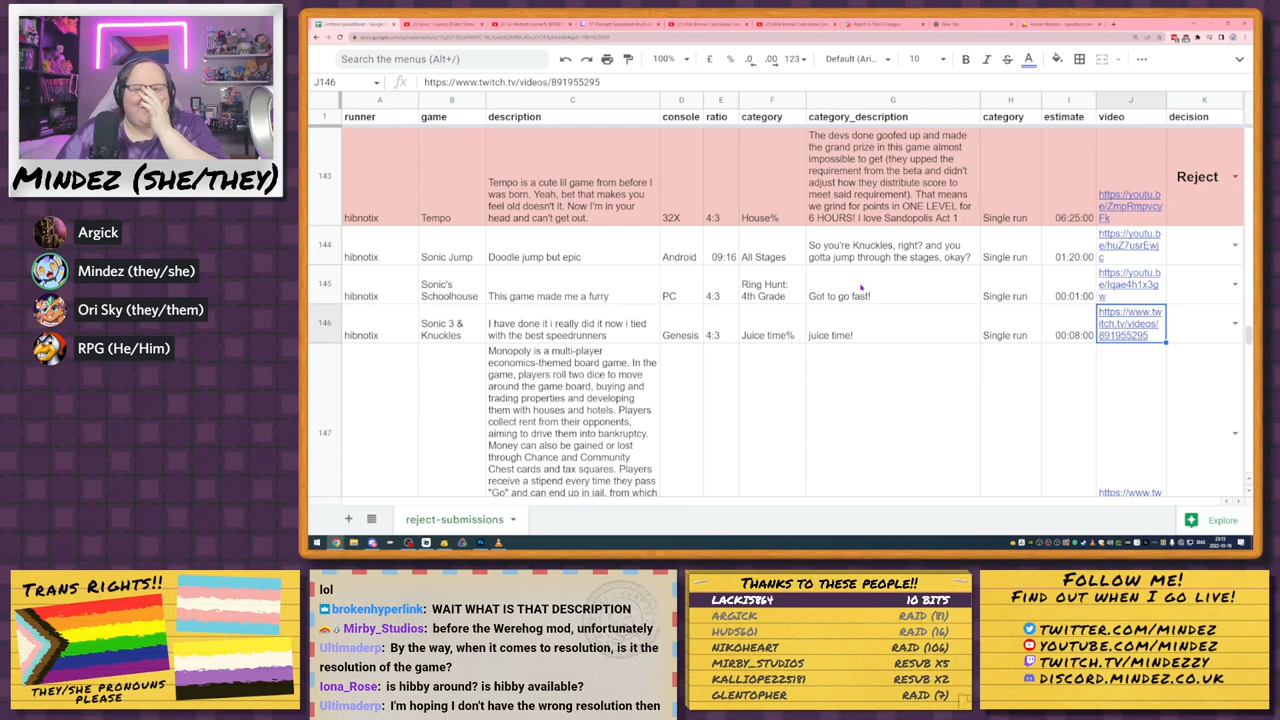 MINDEZ (SHE/THEY)
Argick
Mindez (they/she)
Ori Sky (they/them)
RPG (He/Him)
Search the menus (Alt+/)
100%
£
%
.0
.00
123
Default (Ari...
10
B
I
S
A
J146
fx
https://www.twitch.tv/videos/891955295
A
B
C
D
E
F
G
H
I
J
K
1
runner
game
description
console
ratio
category
category_description
category
estimate
video
decision
143
hibnotix
Tempo
Tempo is a cute lil game from before I
was born. Yeah, bet that makes you
feel old doesn't it. Now I'm in your
head and can't get out.
32X
4:3
House%
The devs done goofed up and made
the grand prize in this game almost
impossible to get (they upped the
requirement from the beta and didn't
adjust how they distribute score to
meet said requirement). That means
we grind for points in ONE LEVEL for
6 HOURS! I love Sandopolis Act 1
Single run
06:25:00
https://youtu.b
e/ZmpRmpvcy
Fk
Reject
144
hibnotix
Sonic Jump
Doodle jump but epic
Android
09:16
All Stages
So you're Knuckles, right? and you
gotta jump through the stages, okay?
Single run
01:20:00
https://youtu.b
e/huZ7usrEwj
c
145
hibnotix
Sonic's
Schoolhouse
This game made me a furry
PC
4:3
Ring Hunt:
4th Grade
Got to go fast!
Single run
00:01:00
https://youtu.b
e/Iqae4h1x3g
w
146
hibnotix
Sonic 3 &
Knuckles
I have done it i really did it now i tied
with the best speedrunners
Genesis
4:3
Juice time%
juice time!
Single run
00:08:00
https://www.tw
itch.tv/videos/
891955295
147
Monopoly is a multi-player
economics-themed board game. In the
game, players roll two dice to move
around the game board, buying and
trading properties and developing
them with houses and hotels. Players
collect rent from their opponents,
aiming to drive them into bankruptcy.
Money can also be gained or lost
through Chance and Community
Chest cards and tax squares. Players
receive a stipend every time they pass
"Go" and can end up in jail, from which
https://www.tw
reject-submissions
Explore
TRANS RIGHTS!!
THEY/SHE PRONOUNS
PLEASE
lol
brokenhyperlink: WAIT WHAT IS THAT DESCRIPTION
Mirby_Studios: before the Werehog mod, unfortunately
Ultimaderp: By the way, when it comes to resolution, is it the
resolution of the game?
Iona_Rose: is hibby around? is hibby available?
Ultimaderp: I'm hoping I don't have the wrong resolution then
THANKS TO THESE PEOPLE!!
LACKIS864 10 BITS
ARGICK RAID (81)
HUDS601 RAID (16)
NIKOHEART RAID (106)
MIRBY_STUDIOS RESUB X5
KALLIOPEZZS181 RESUB X2
GLENTOPHER RAID (7)
FOLLOW ME!
FIND OUT WHEN I GO LIVE!
TWITTER.COM/MINDEZ
YOUTUBE.COM/MINDEZ
TWITCH.TV/MINDEZZY
DISCORD.MINDEZ.CO.UK